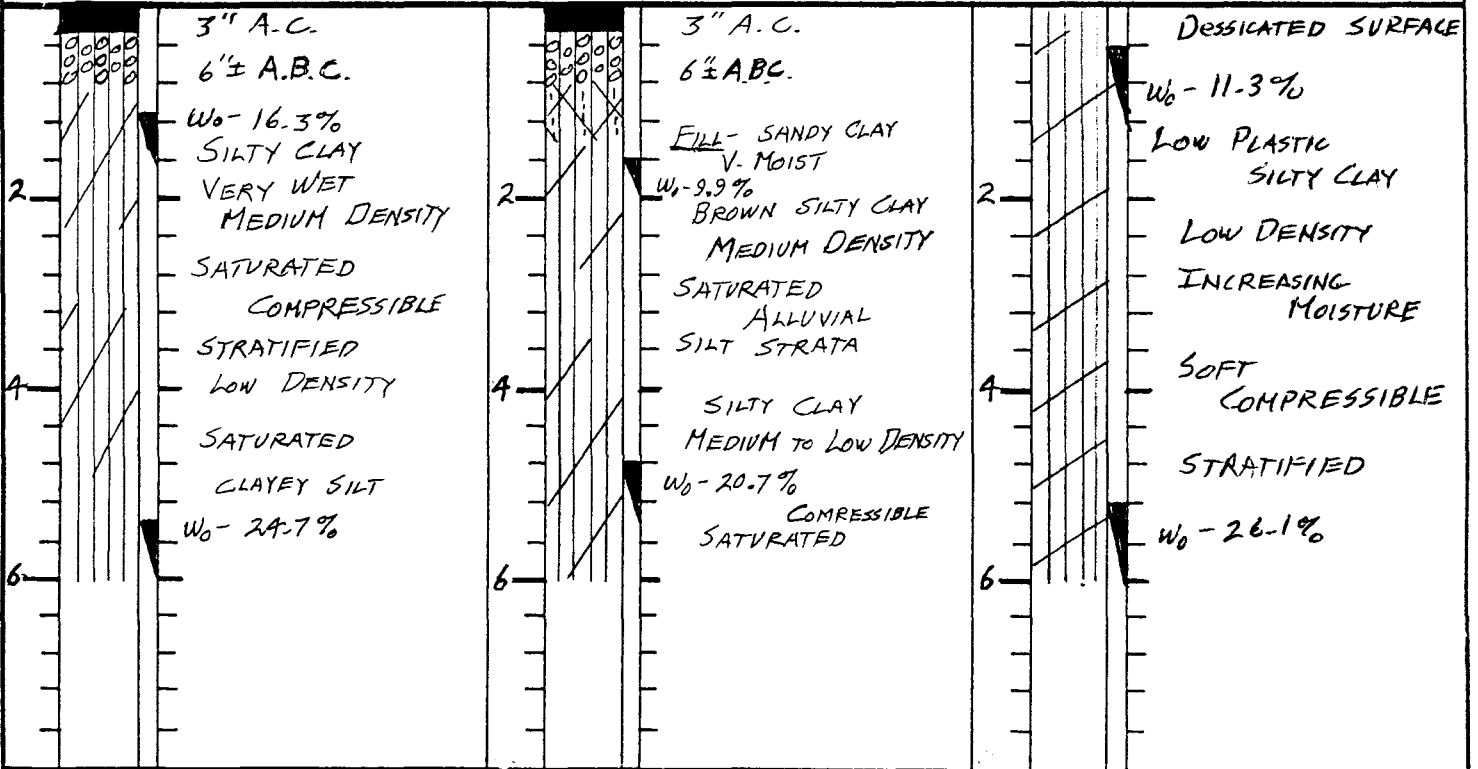 3" A.C.
6"± A.B.C.
W₀- 16.3%
SILTY CLAY
VERY WET
MEDIUM DENSITY
SATURATED
COMPRESSIBLE
STRATIFIED
LOW DENSITY
SATURATED
CLAYEY SILT
W₀- 24.7%
2
4
6
3" A.C.
6"± A.B.C.
FILL- SANDY CLAY
V. MOIST
W₀-9.9%
BROWN SILTY CLAY
MEDIUM DENSITY
SATURATED
ALLUVIAL
SILT STRATA
SILTY CLAY
MEDIUM TO LOW DENSITY
W₀- 20.7%
COMRESSIBLE
SATURATED
2
4
6
DESSICATED SURFACE
W₀- 11.3%
LOW PLASTIC
SILTY CLAY
LOW DENSITY
INCREASING
MOISTURE
SOFT
COMPRESSIBLE
STRATIFIED
W₀- 26.1%
2
4
6